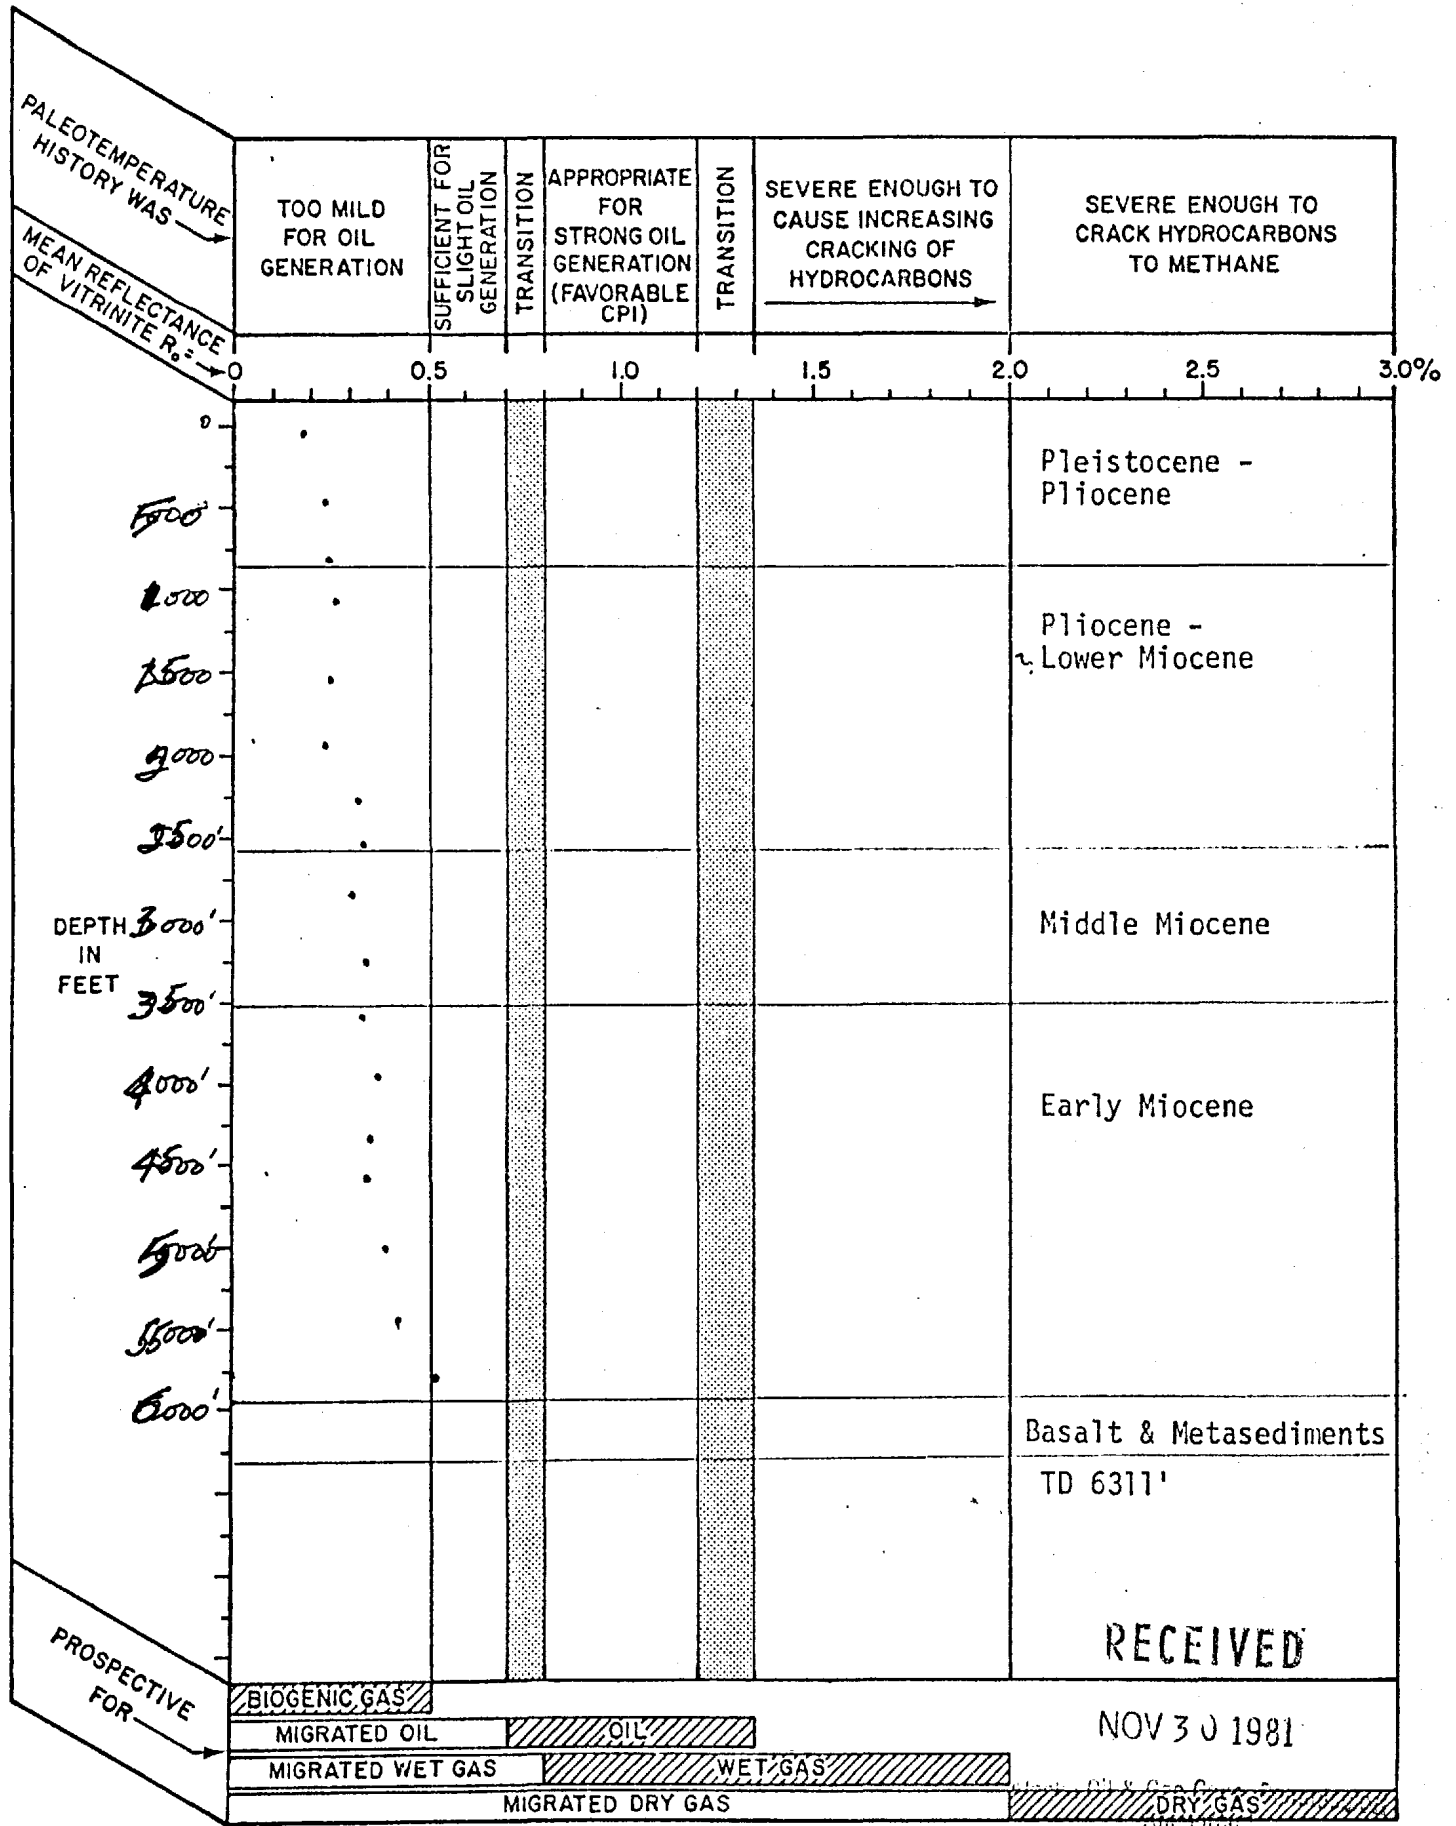 PALEOTEMPERATURE
HISTORY WAS
TOO MILD
FOR OIL
GENERATION
SUFFICIENT FOR
SLIGHT OIL
GENERATION
TRANSITION
APPROPRIATE
FOR
STRONG OIL
GENERATION
(FAVORABLE
CPI)
TRANSITION
SEVERE ENOUGH TO
CAUSE INCREASING
CRACKING OF
HYDROCARBONS
SEVERE ENOUGH TO
CRACK HYDROCARBONS
TO METHANE
MEAN REFLECTANCE
OF VITRINITE Ro =
0 0.5 1.0 1.5 2.0 2.5 3.0%
0
500'
1000
1500
2000
2500'
DEPTH
IN
FEET
3000'
3500'
4000'
4500'
5000'
5500'
6000'
Pleistocene -
Pliocene
Pliocene -
Lower Miocene
Middle Miocene
Early Miocene
Basalt & Metasediments
TD 6311'
RECEIVED
NOV 30 1981
Oil & Gas
PROSPECTIVE
FOR
BIOGENIC GAS
MIGRATED OIL OIL
MIGRATED WET GAS WET GAS
MIGRATED DRY GAS DRY GAS